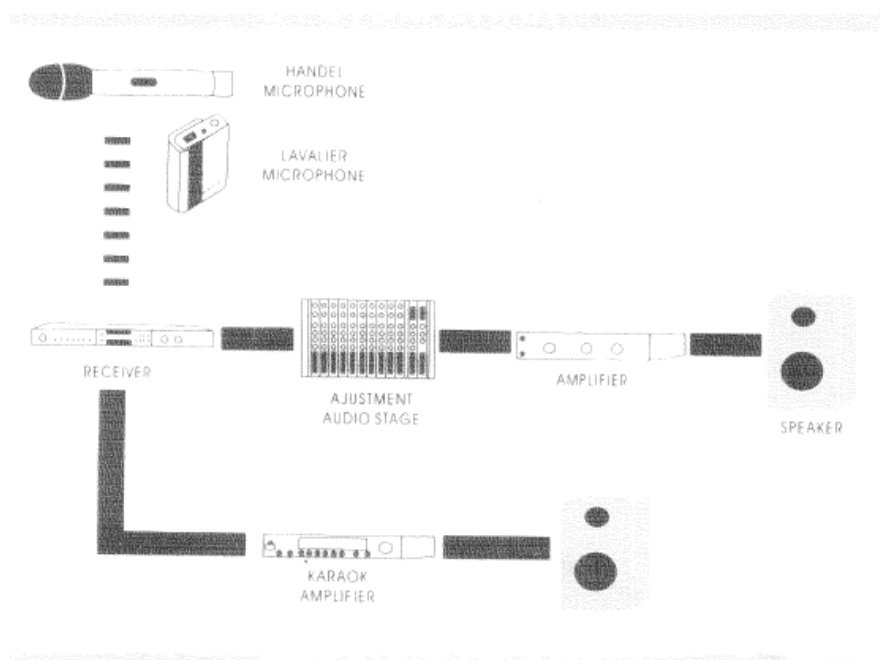 HANDEL
MICROPHONE
LAVALIER
MICROPHONE
RECEIVER
AJUSTMENT
AUDIO STAGE
AMPLIFIER
SPEAKER
KARAOK
AMPLIFIER